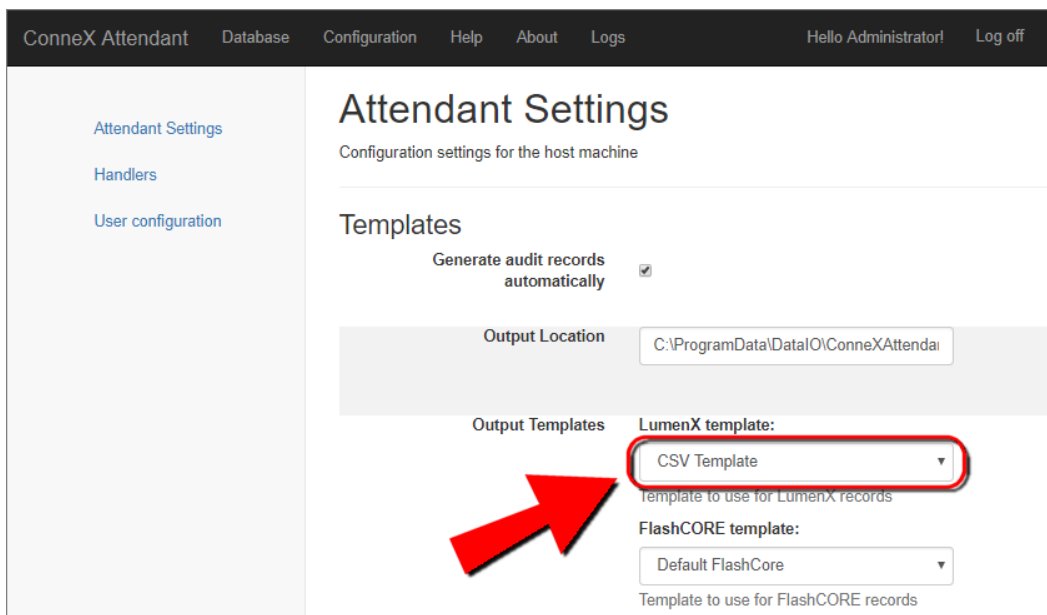 ConneX Attendant Database Configuration Help About Logs Hello Administrator! Log off
Attendant Settings
Handlers
User configuration
Attendant Settings
Configuration settings for the host machine
Templates
Generate audit records
automatically
Output Location
C:\ProgramData\DataIO\ConneXAttendar
Output Templates
LumenX template:
CSV Template
Template to use for LumenX records
FlashCORE template:
Default FlashCore
Template to use for FlashCORE records